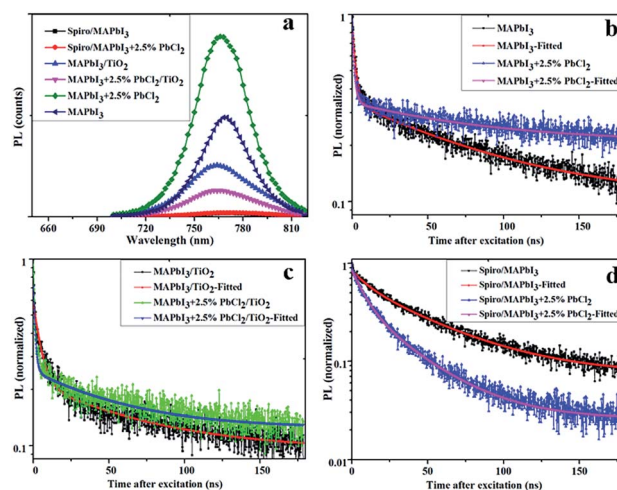 a
Spiro/MAPbI3
Spiro/MAPbI3+2.5% PbCl2
MAPbI3/TiO2
MAPbI3+2.5% PbCl2/TiO2
MAPbI3+2.5% PbCl2
MAPbI3
PL (counts)
660 690 720 750 780 810
Wavelength (nm)
b
MAPbI3
MAPbI3-Fitted
MAPbI3+2.5% PbCl2
MAPbI3+2.5% PbCl2-Fitted
PL (normalized)
1
0.1
0 50 100 150
Time after excitation (ns)
c
MAPbI3/TiO2
MAPbI3/TiO2-Fitted
MAPbI3+2.5% PbCl2/TiO2
MAPbI3+2.5% PbCl2/TiO2-Fitted
PL (normalized)
1
0.1
0 50 100 150
Time after excitation (ns)
d
Spiro/MAPbI3
Spiro/MAPbI3-Fitted
Spiro/MAPbI3+2.5% PbCl2
Spiro/MAPbI3+2.5% PbCl2-Fitted
PL (normalized)
1
0.1
0.01
0 50 100 150
Time after excitation (ns)